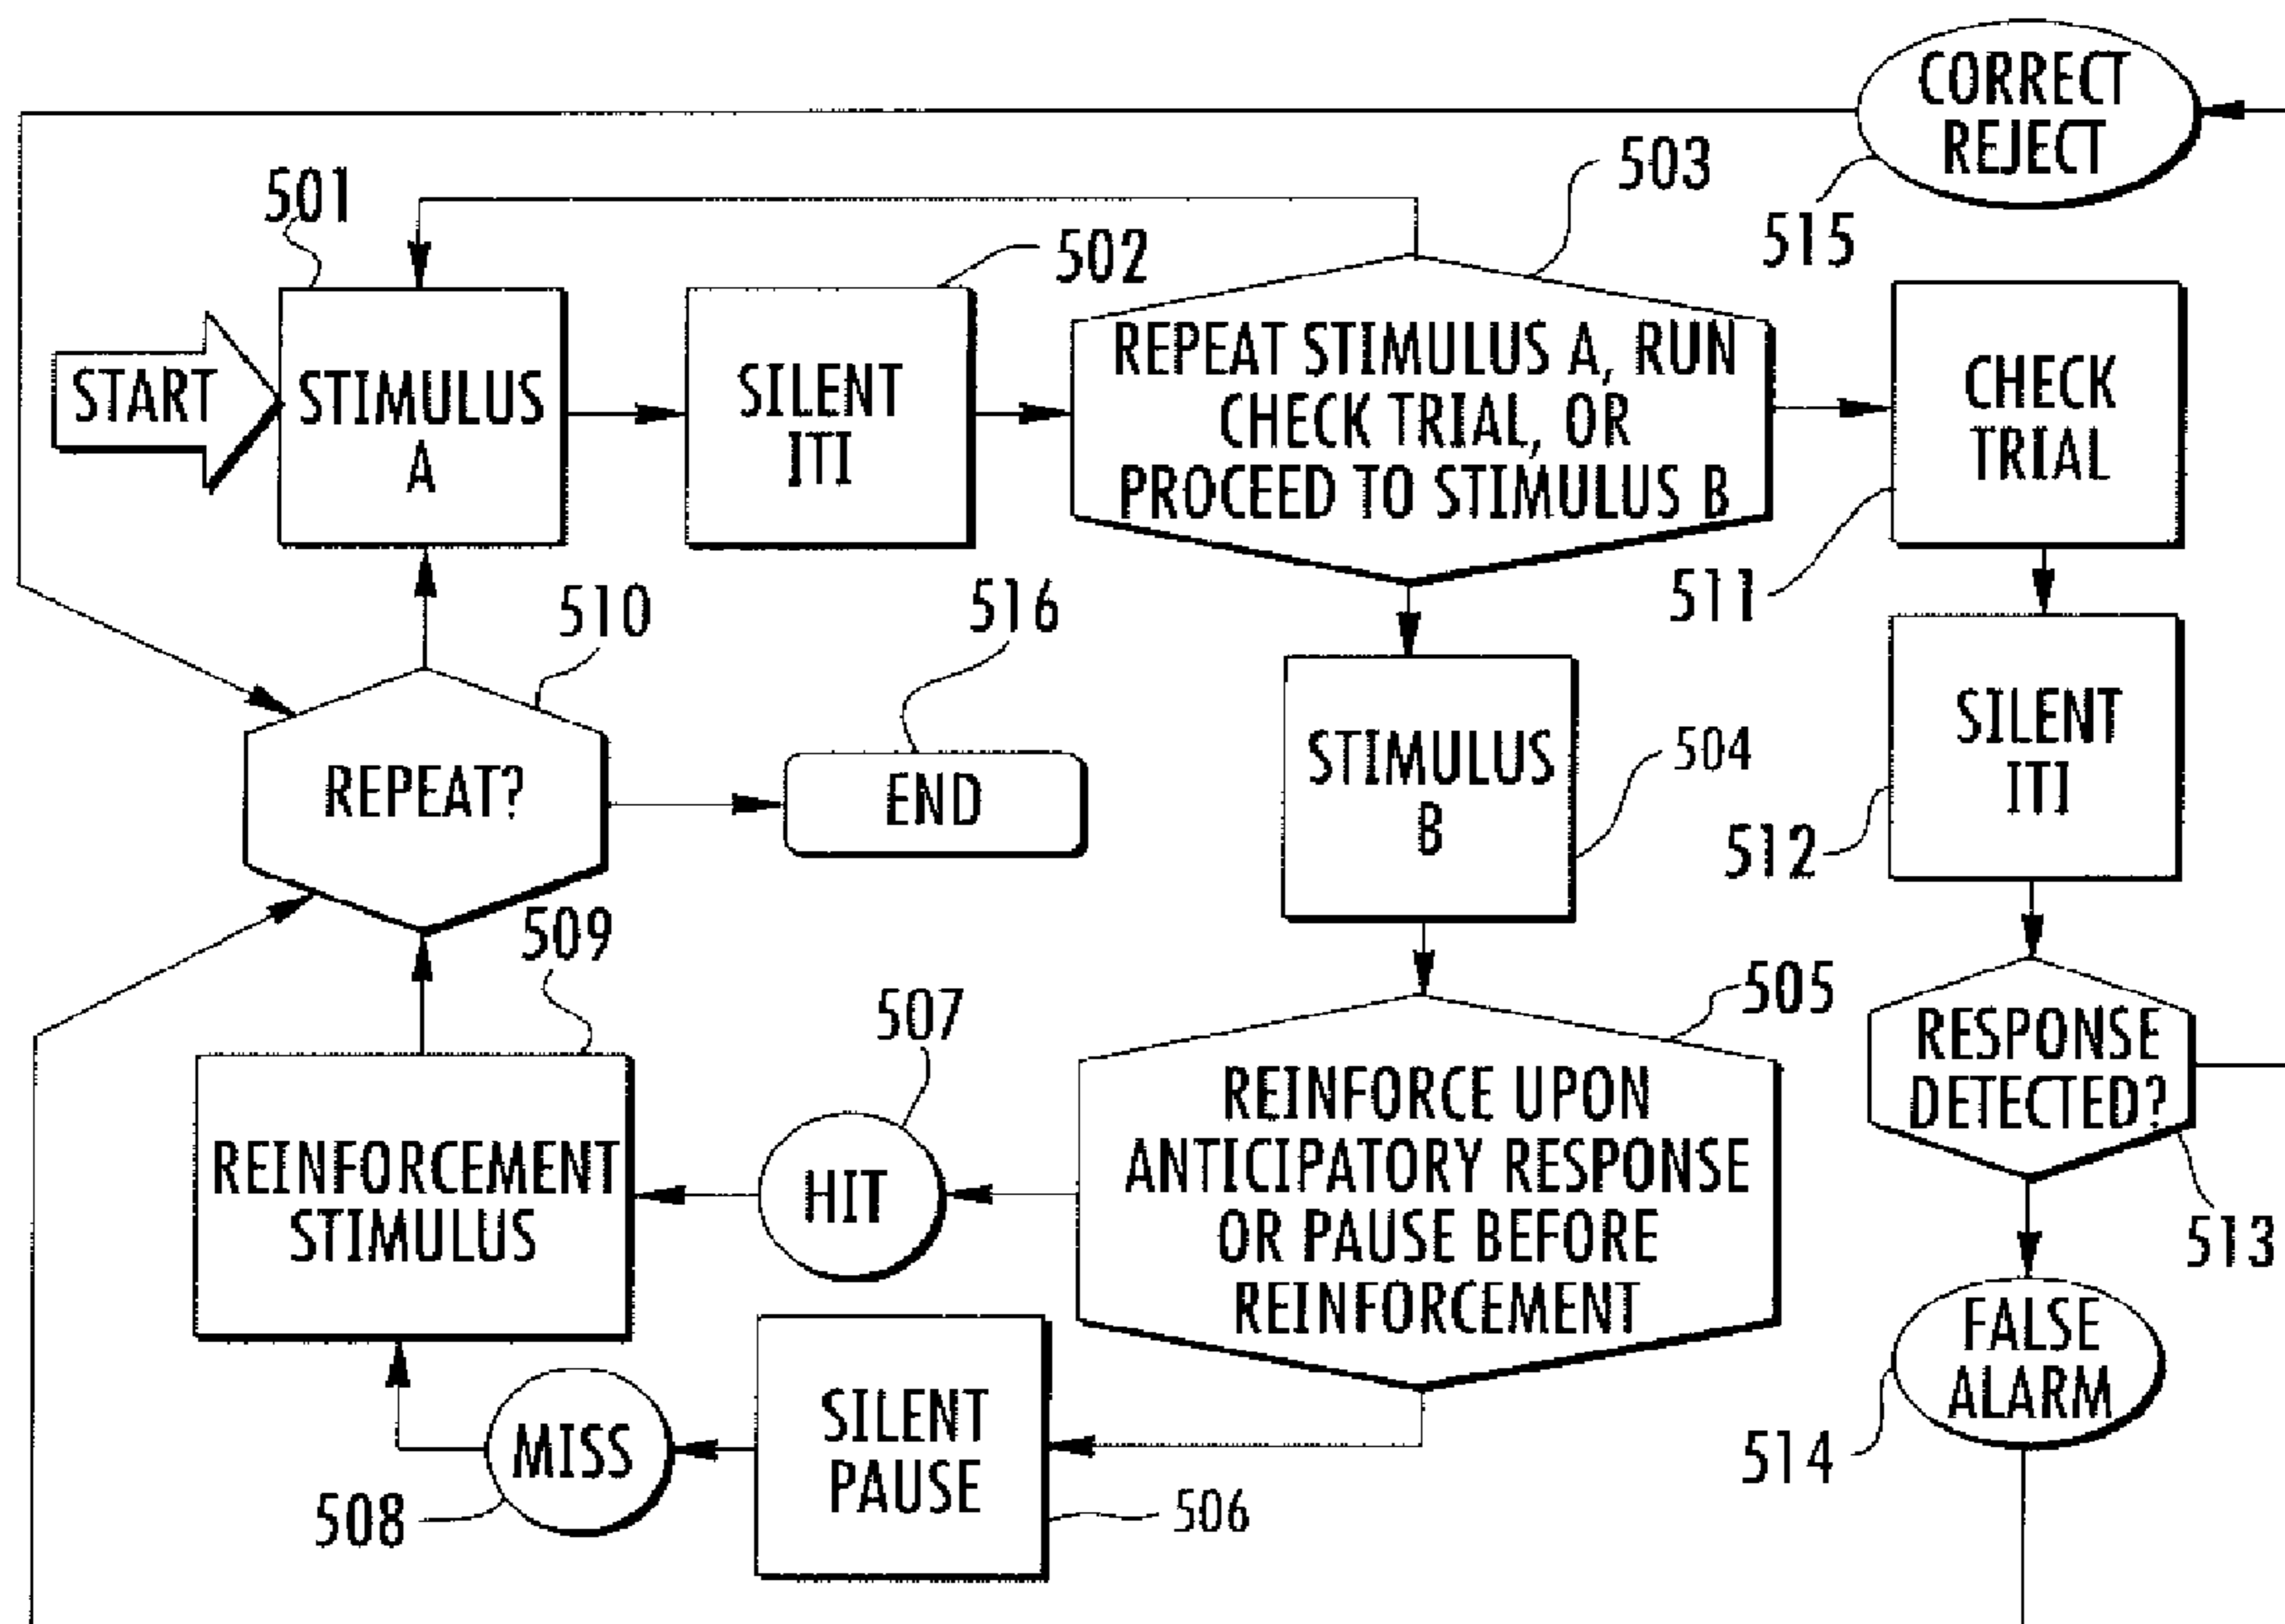 CORRECT
REJECT
515
503
501
502
START
STIMULUS
A
SILENT
ITI
REPEAT STIMULUS A, RUN
CHECK TRIAL, OR
PROCEED TO STIMULUS B
CHECK
TRIAL
511
510
516
REPEAT?
END
STIMULUS
B
504
SILENT
ITI
512
509
507
505
REINFORCEMENT
STIMULUS
HIT
REINFORCE UPON
ANTICIPATORY RESPONSE
OR PAUSE BEFORE
REINFORCEMENT
RESPONSE
DETECTED?
513
MISS
508
SILENT
PAUSE
506
FALSE
ALARM
514